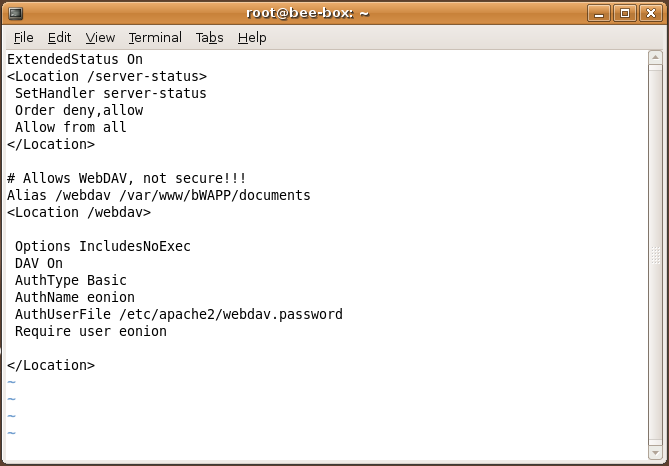 root@bee-box: ~
File Edit View Terminal Tabs Help
ExtendedStatus On
<Location /server-status>
 SetHandler server-status
 Order deny,allow
 Allow from all
</Location>

# Allows WebDAV, not secure!!!
Alias /webdav /var/www/bWAPP/documents
<Location /webdav>

 Options IncludesNoExec
 DAV On
 AuthType Basic
 AuthName eonion
 AuthUserFile /etc/apache2/webdav.password
 Require user eonion

</Location>
~
~
~
~